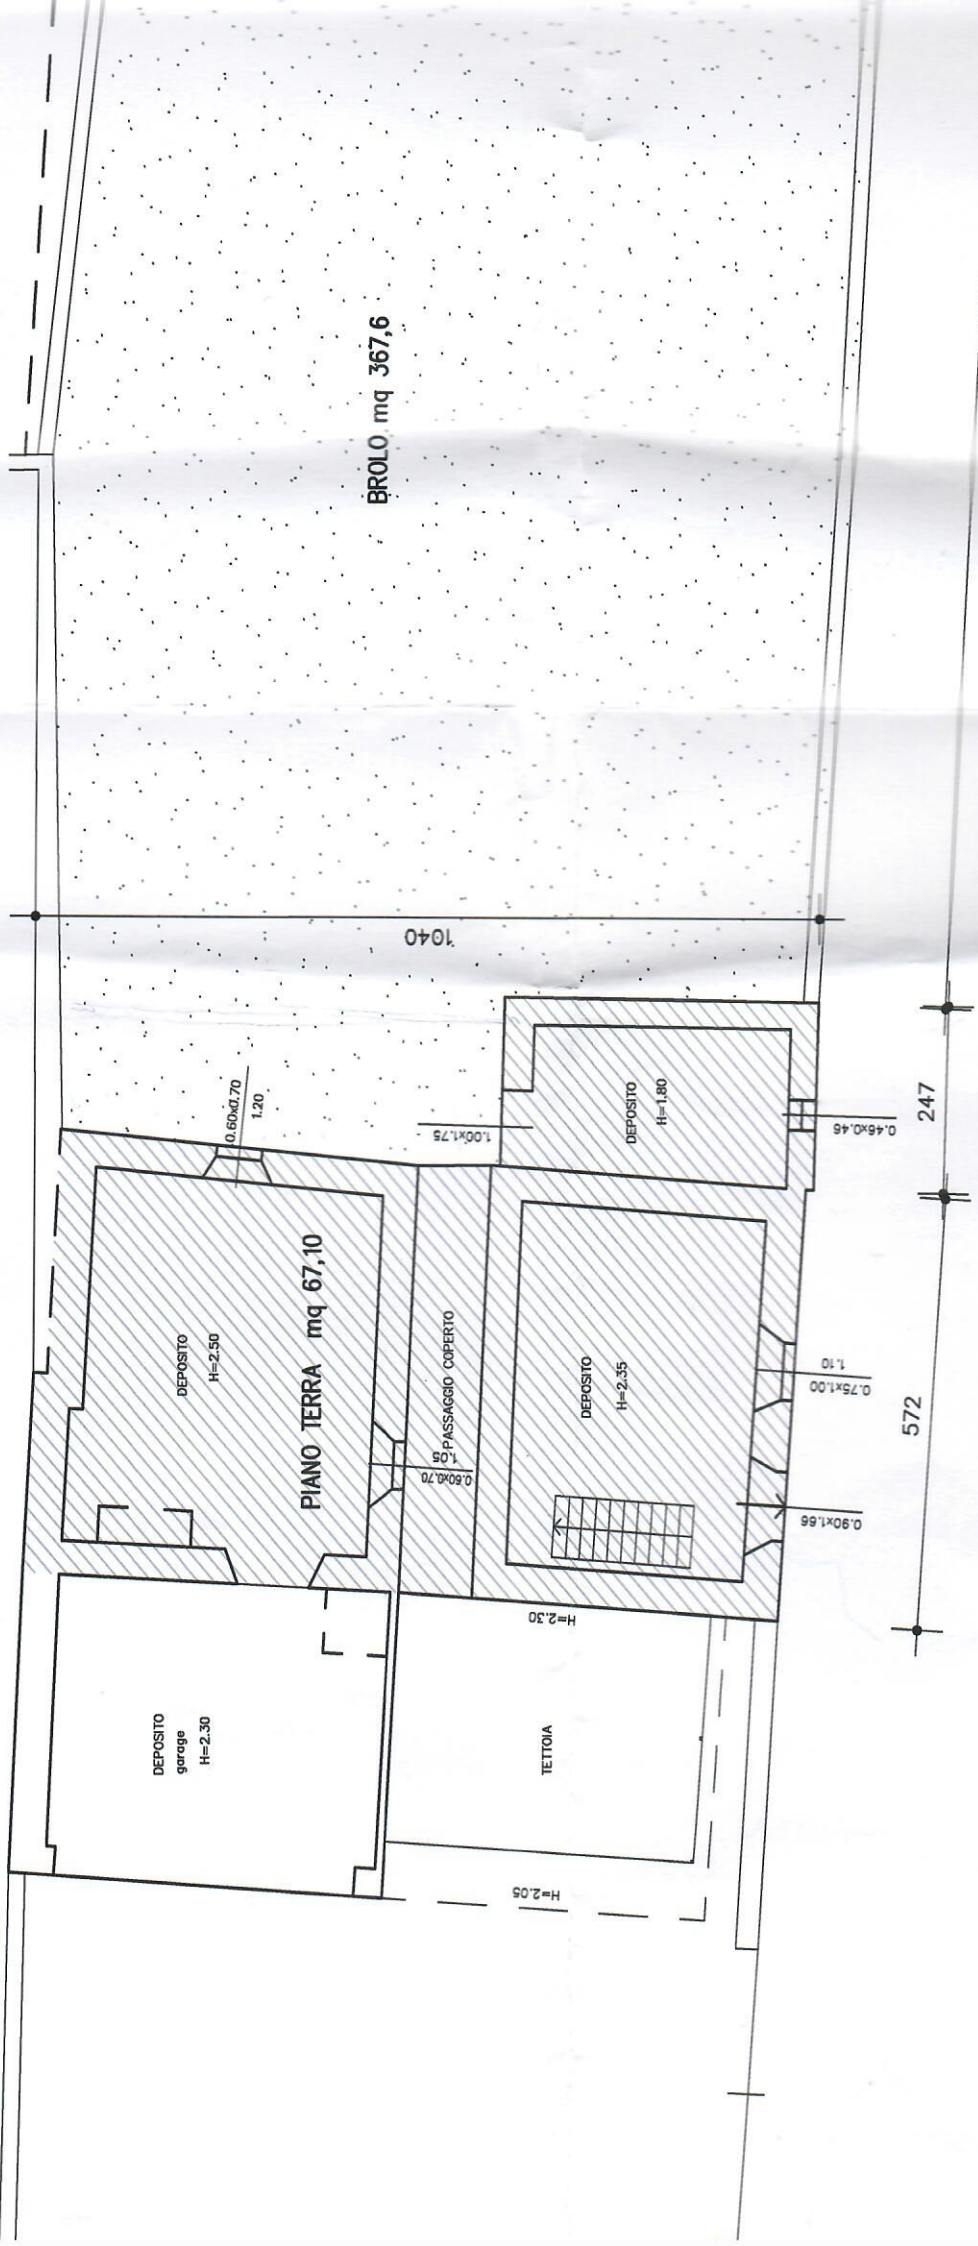 BROLO mq 367,6
1040
0.60x0.70
1.20
1.00x1.75
DEPOSITO
H=1.80
0.46x0.46
247
DEPOSITO
H=2.50
PIANO TERRA mq 67,10
PASSAGGIO COPERTO
1.05
0.60x0.70
DEPOSITO
H=2.35
1.10
0.75x1.00
572
0.90x1.66
H=2.30
DEPOSITO
garage
H=2.30
TETTOIA
H=2.05